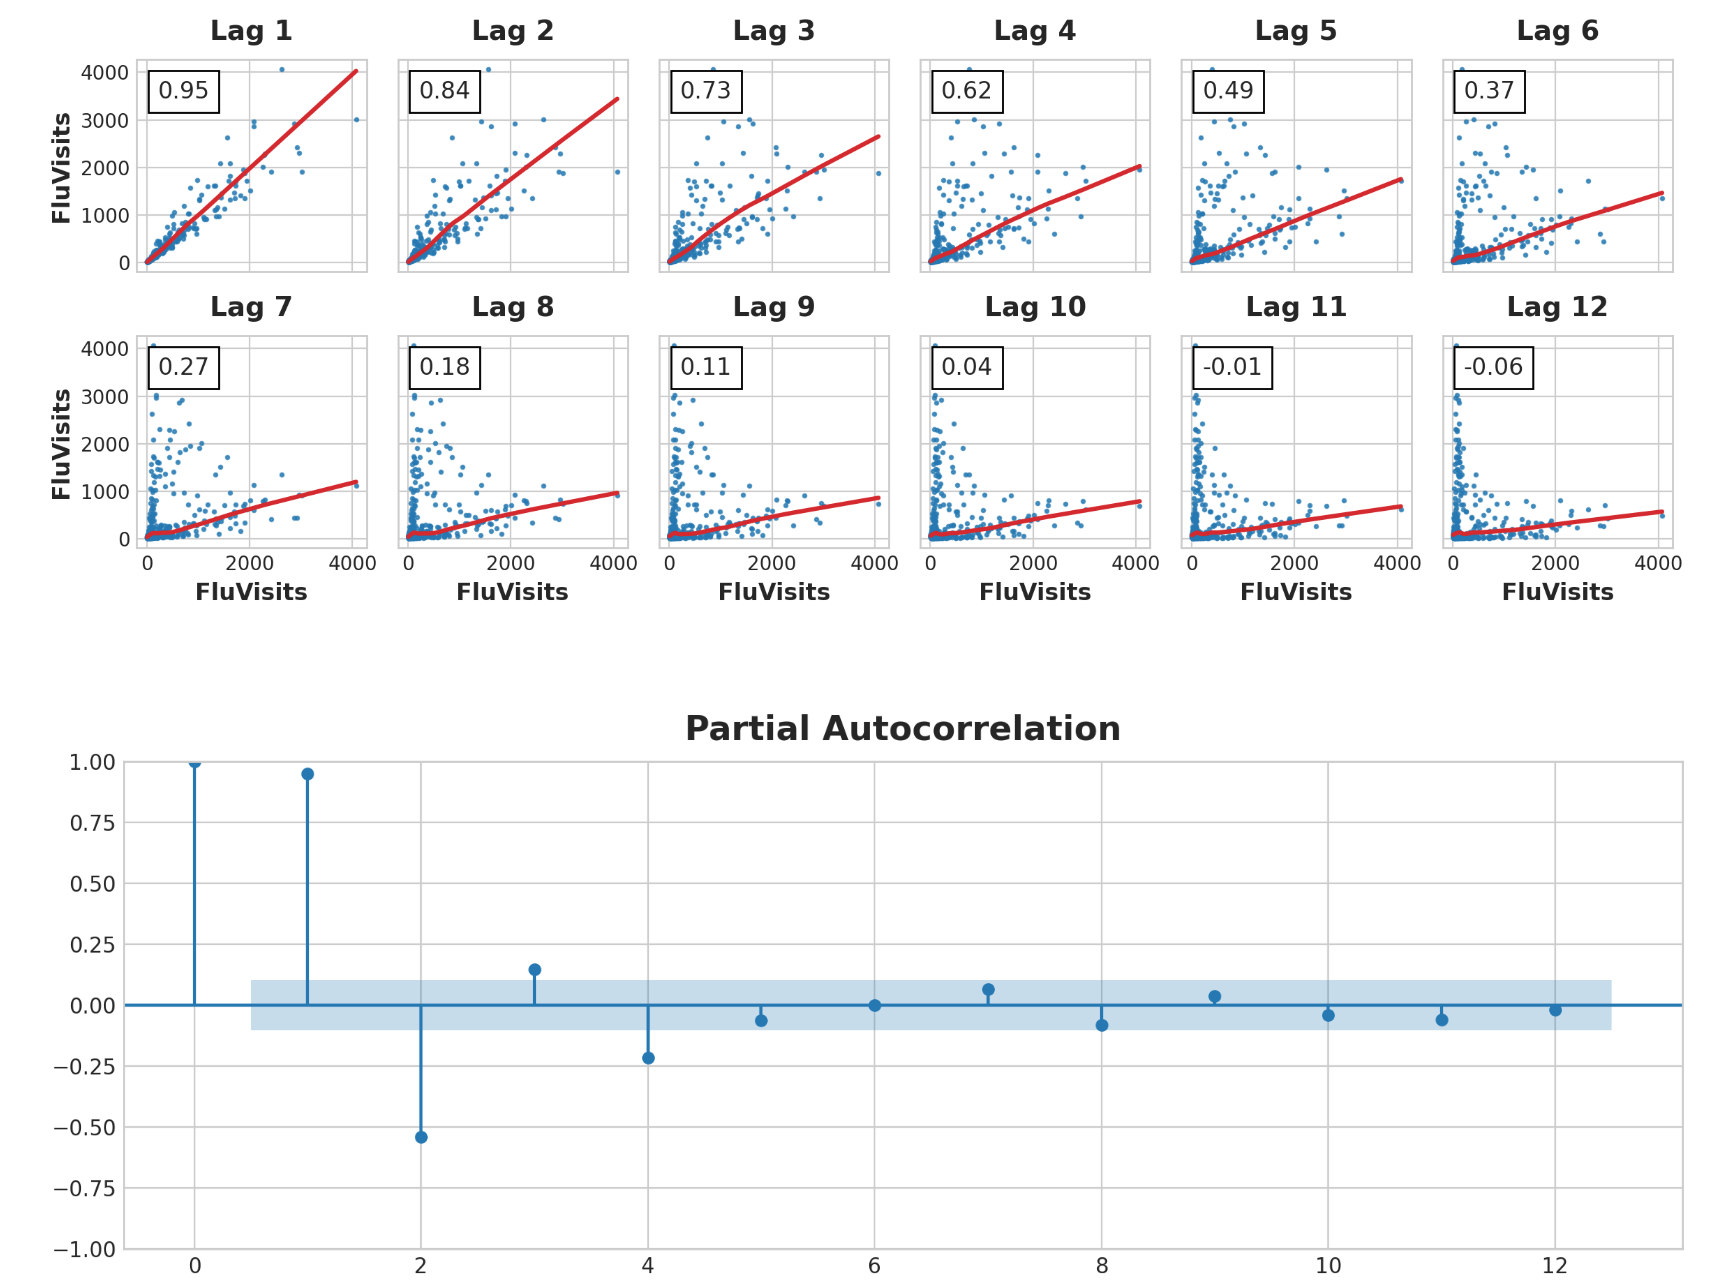 Lag 1 Lag 2 Lag 3 Lag 4 Lag 5 Lag 6
4000
0.95 0.84 0.73 0.62 0.49 0.37
3000
2000
1000
0
FluVisits
Lag 7 Lag 8 Lag 9 Lag 10 Lag 11 Lag 12
4000
0.27 0.18 0.11 0.04 -0.01 -0.06
3000
2000
1000
0
FluVisits
0 2000 4000 0 2000 4000 0 2000 4000 0 2000 4000 0 2000 4000 0 2000 4000
FluVisits FluVisits FluVisits FluVisits FluVisits FluVisits
Partial Autocorrelation
1.00
0.75
0.50
0.25
0.00
−0.25
−0.50
−0.75
−1.00
0 2 4 6 8 10 12